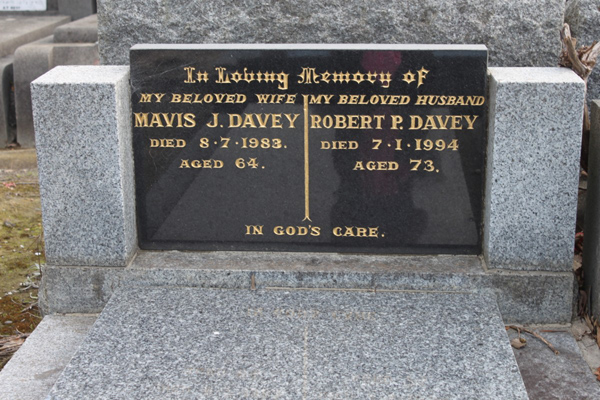 In Loving Memory of
MY BELOVED WIFE
MAVIS J. DAVEY
DIED 8·7·1983.
AGED 64.
MY BELOVED HUSBAND
ROBERT P. DAVEY
DIED 7·1·1994
AGED 73.
IN GOD'S CARE.